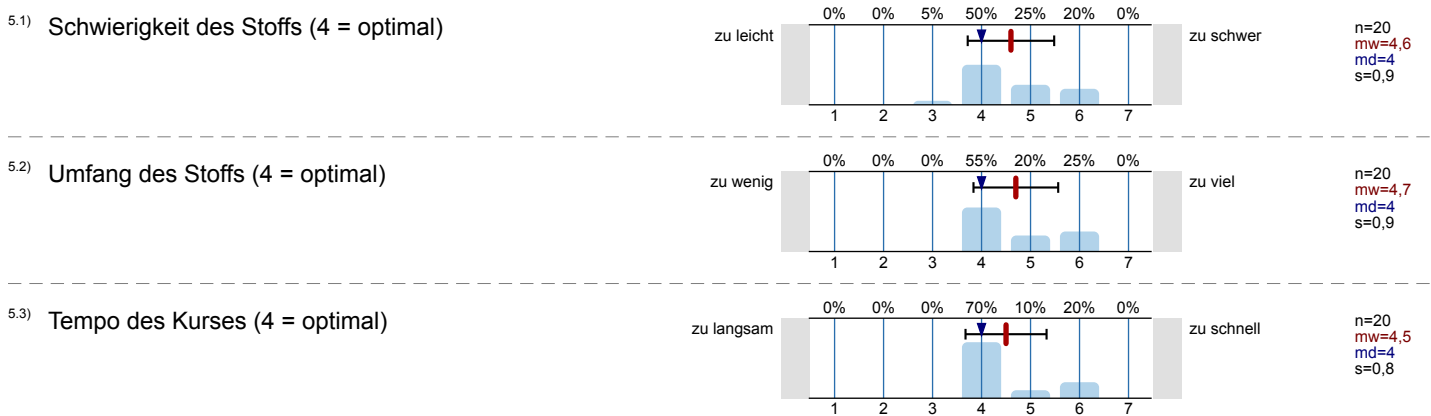 5.1) Schwierigkeit des Stoffs (4 = optimal)
zu leicht
0% 0% 5% 50% 25% 20% 0%
1 2 3 4 5 6 7
zu schwer
n=20
mw=4,6
md=4
s=0,9
5.2) Umfang des Stoffs (4 = optimal)
zu wenig
0% 0% 0% 55% 20% 25% 0%
1 2 3 4 5 6 7
zu viel
n=20
mw=4,7
md=4
s=0,9
5.3) Tempo des Kurses (4 = optimal)
zu langsam
0% 0% 0% 70% 10% 20% 0%
1 2 3 4 5 6 7
zu schnell
n=20
mw=4,5
md=4
s=0,8